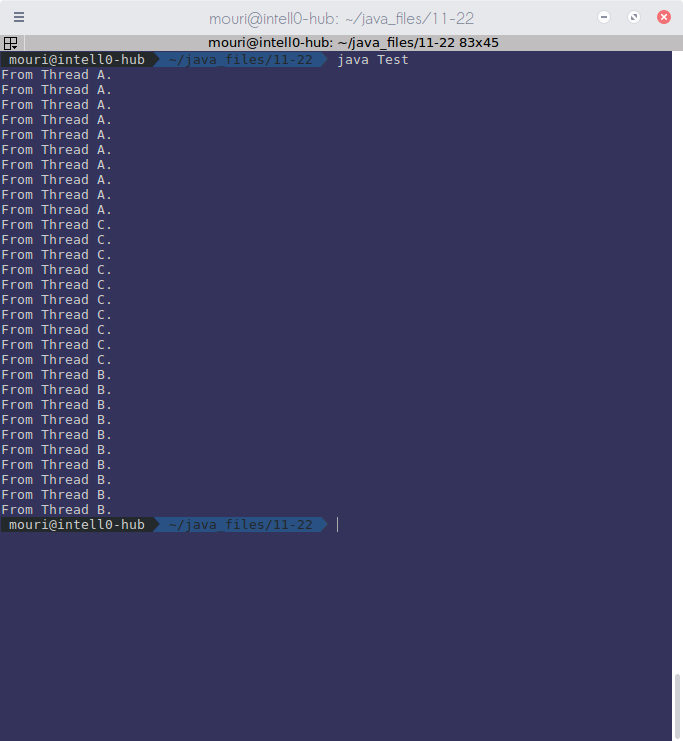 mouri@intell0-hub: ~/java_files/11-22
mouri@intell0-hub: ~/java_files/11-22 83x45
mouri@intell0-hub ~/java_files/11-22 java Test
From Thread A.
From Thread A.
From Thread A.
From Thread A.
From Thread A.
From Thread A.
From Thread A.
From Thread A.
From Thread A.
From Thread A.
From Thread C.
From Thread C.
From Thread C.
From Thread C.
From Thread C.
From Thread C.
From Thread C.
From Thread C.
From Thread C.
From Thread C.
From Thread B.
From Thread B.
From Thread B.
From Thread B.
From Thread B.
From Thread B.
From Thread B.
From Thread B.
From Thread B.
From Thread B.
mouri@intell0-hub ~/java_files/11-22